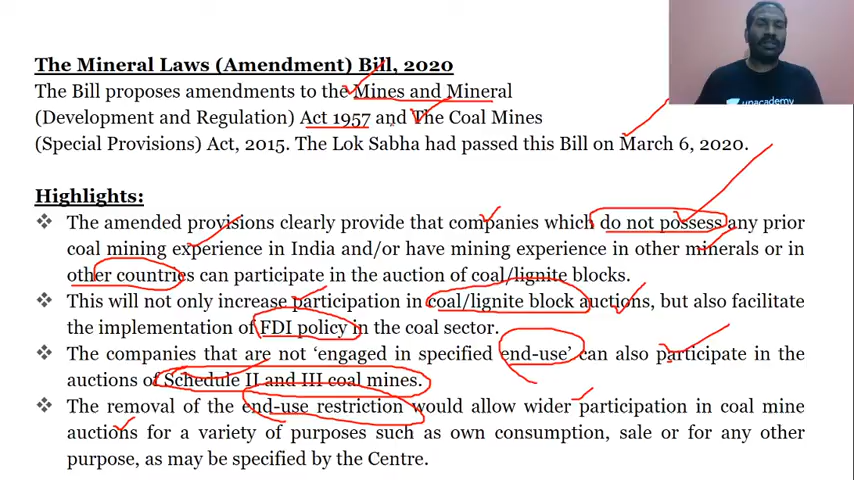 The Mineral Laws (Amendment) Bill, 2020
The Bill proposes amendments to the Mines and Mineral
(Development and Regulation) Act 1957 and The Coal Mines
(Special Provisions) Act, 2015. The Lok Sabha had passed this Bill on March 6, 2020.
unacademy
Highlights:
❖ The amended provisions clearly provide that companies which do not possess any prior
coal mining experience in India and/or have mining experience in other minerals or in
other countries can participate in the auction of coal/lignite blocks.
❖ This will not only increase participation in coal/lignite block auctions, but also facilitate
the implementation of FDI policy in the coal sector.
❖ The companies that are not 'engaged in specified end-use' can also participate in the
auctions of Schedule II and III coal mines.
❖ The removal of the end-use restriction would allow wider participation in coal mine
auctions for a variety of purposes such as own consumption, sale or for any other
purpose, as may be specified by the Centre.